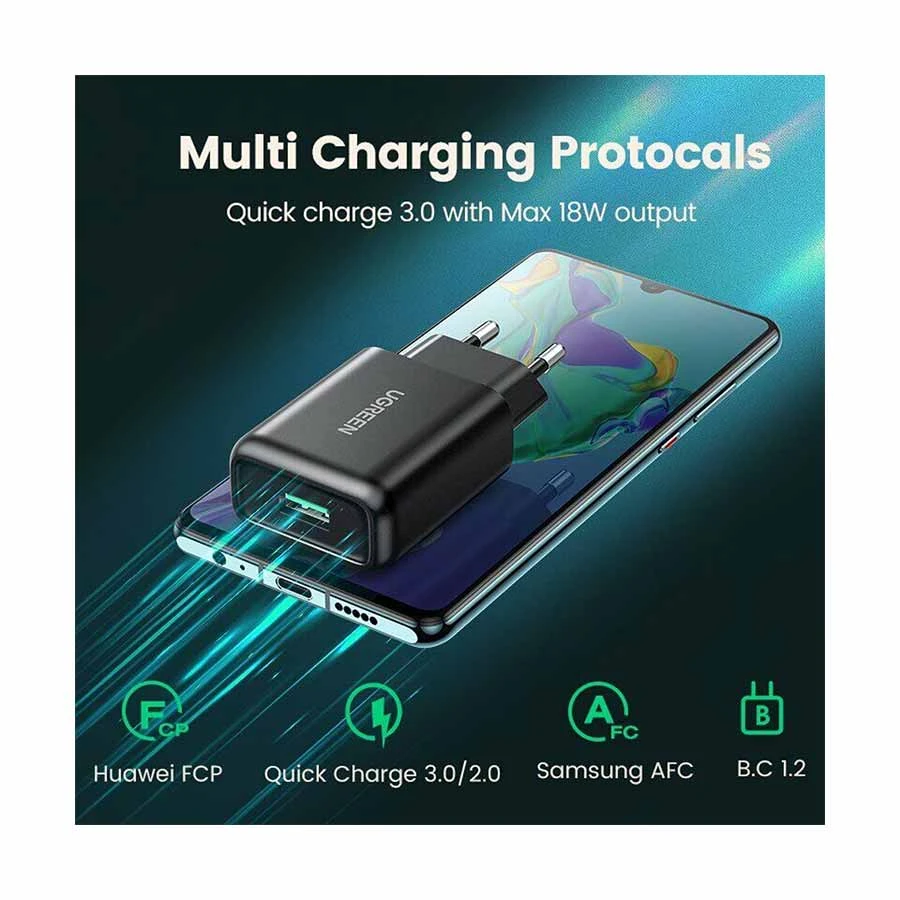 Multi Charging Protocals
Quick charge 3.0 with Max 18W output
UGREEN
F CP
A FC
B
Huawei FCP
Quick Charge 3.0/2.0
Samsung AFC
B.C 1.2